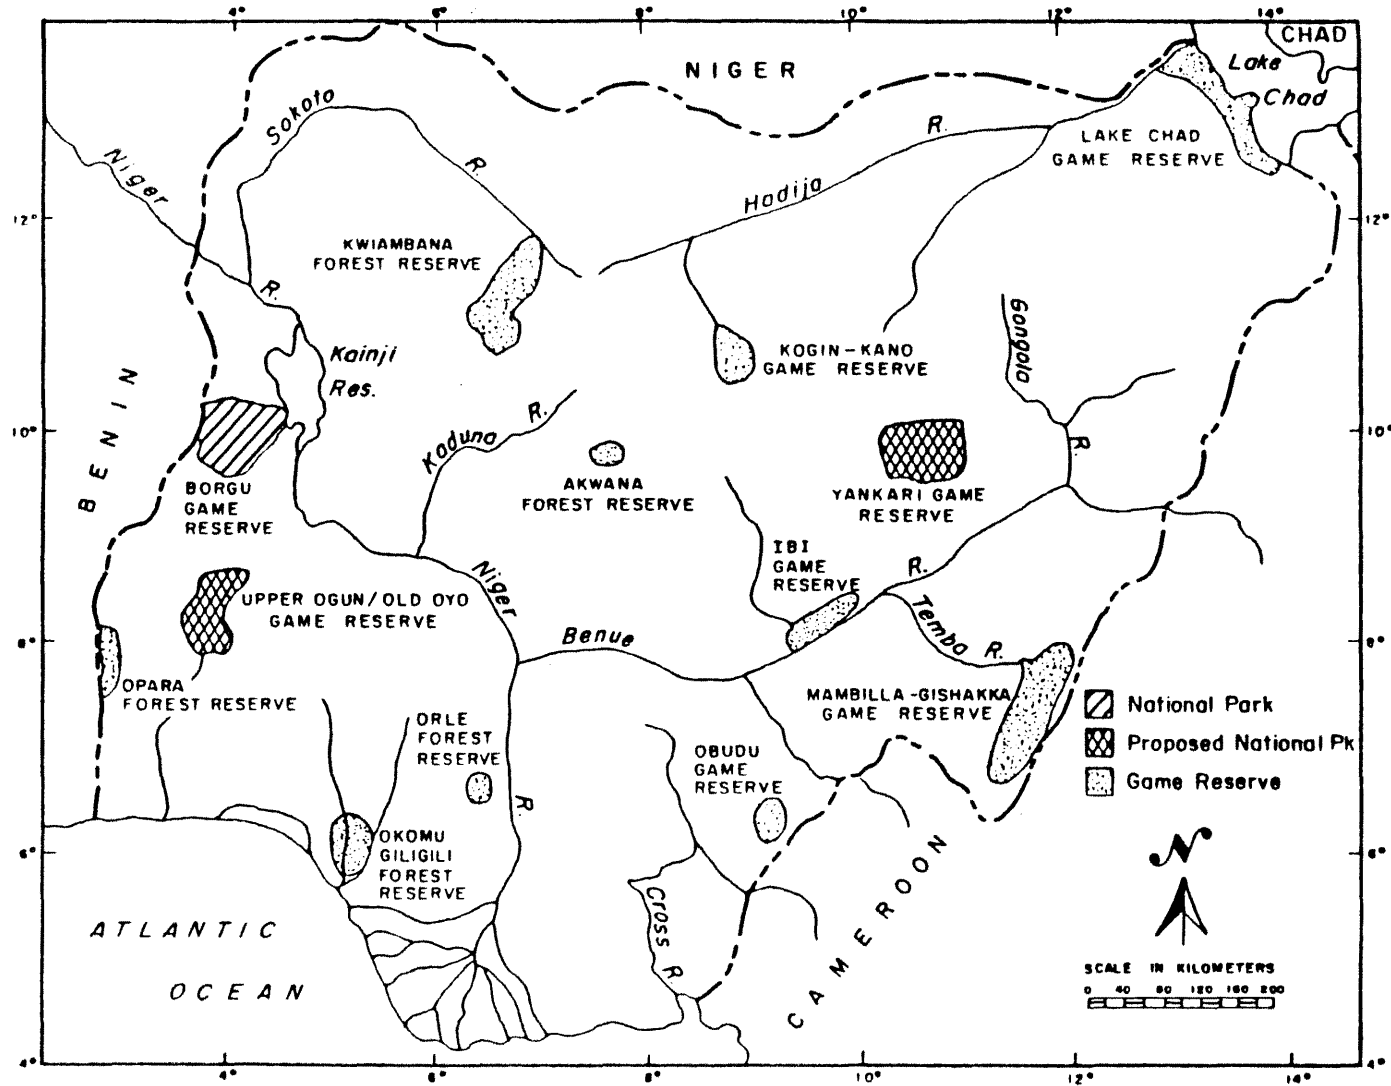 4° 6° 8° 10° 12° 14°
CHAD
NIGER
Lake
Chad
Sokoto
R.
R.
LAKE CHAD
GAME RESERVE
Niger
Hadija
12°
12°
KWIAMBANA
FOREST RESERVE
R.
Gongola
Kainji
Res.
KOGIN-KANO
GAME RESERVE
BENIN
Kaduna R.
10°
10°
R.
AKWANA
FOREST RESERVE
YANKARI GAME
RESERVE
BORGU
GAME
RESERVE
IBI
GAME
RESERVE
R.
Niger
UPPER OGUN/OLD OYO
GAME RESERVE
Temba R.
8°
8°
Benue
OPARA
FOREST RESERVE
MAMBILLA-GISHAKKA
GAME RESERVE
National Park
Proposed National Pk
Game Reserve
ORLE
FOREST
RESERVE
OBUDU
GAME
RESERVE
R.
N
OKOMU
GILIGILI
FOREST
RESERVE
6°
6°
CAMEROON
Cross R
ATLANTIC
OCEAN
SCALE IN KILOMETERS
0 40 80 120 160 200
4°
4°
4° 6° 8° 10° 12° 14°